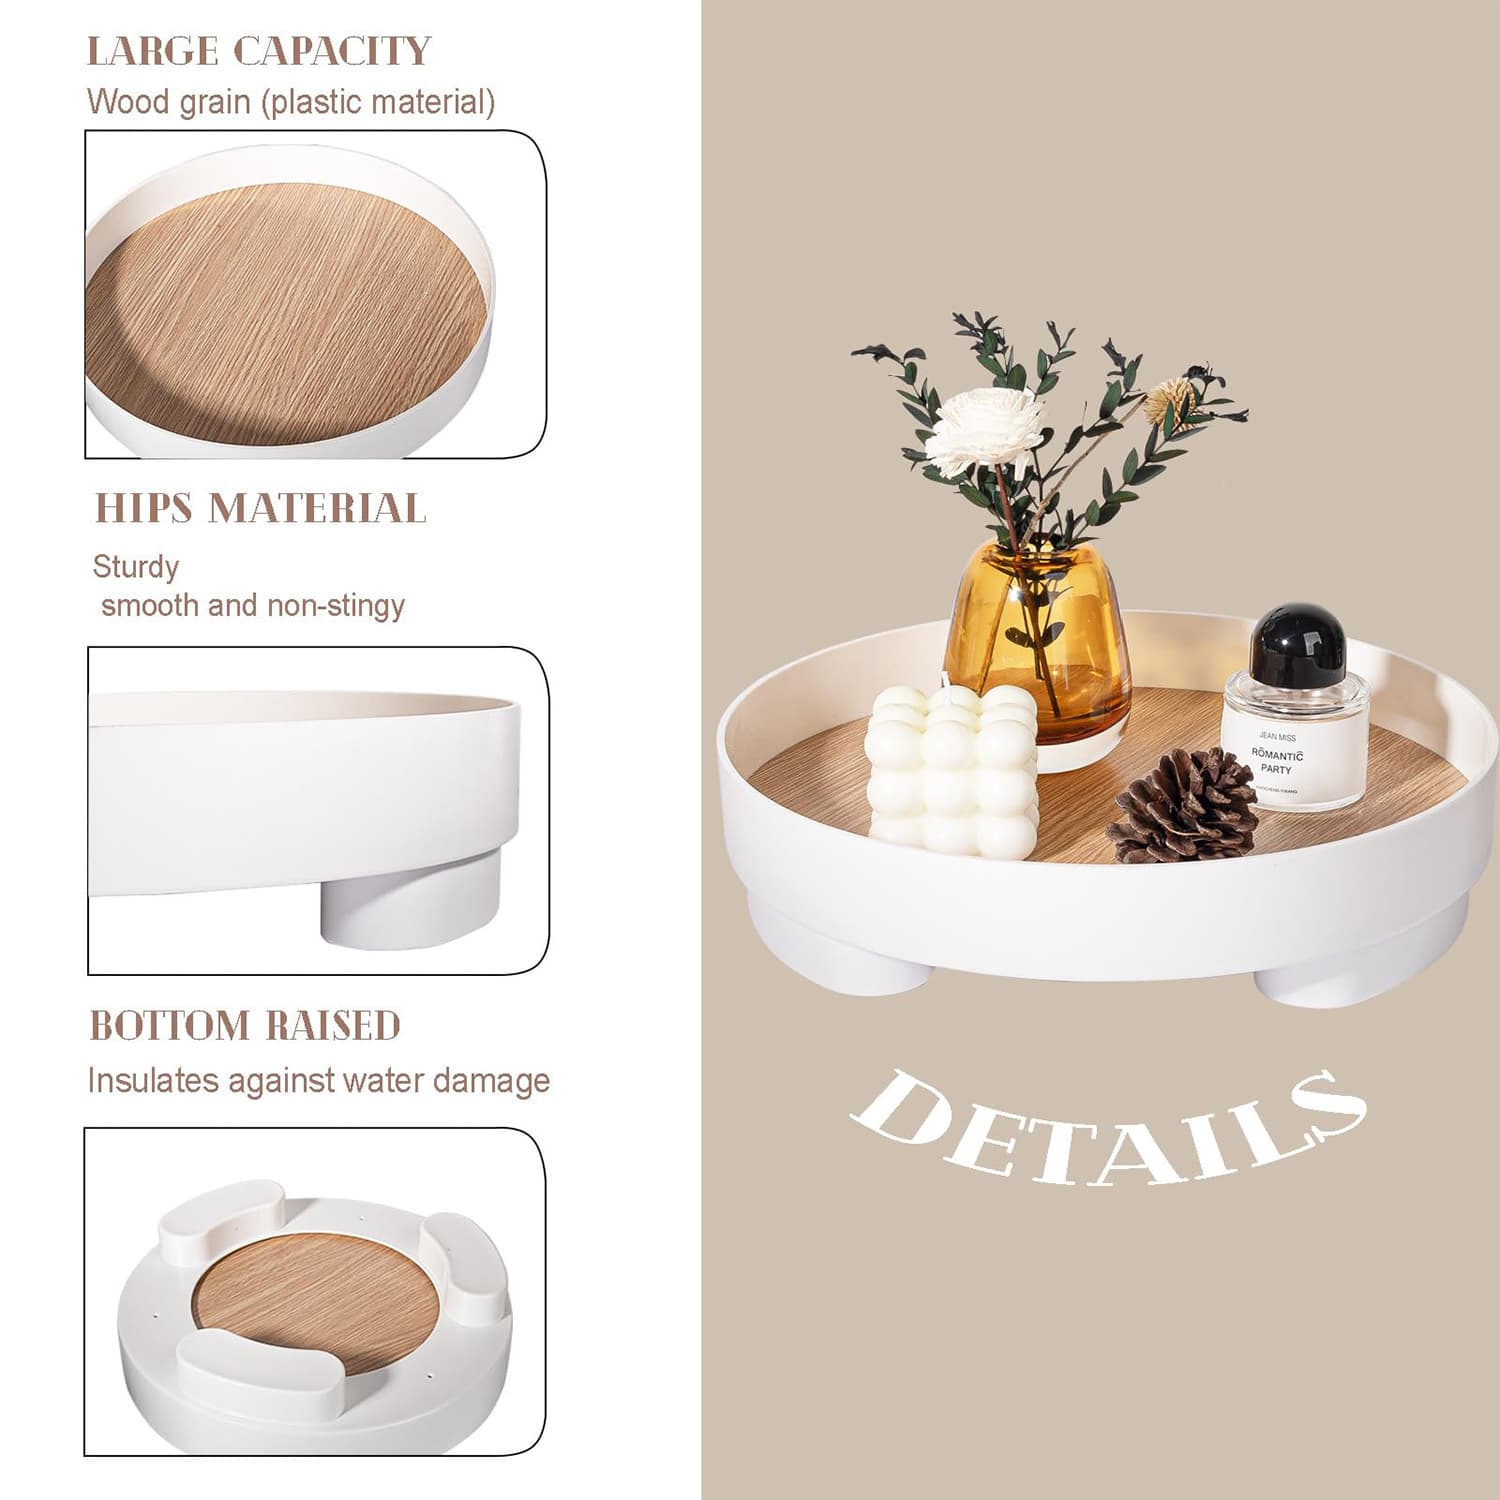 LARGE CAPACITY
Wood grain (plastic material)
HIPS MATERIAL
Sturdy
smooth and non-stingy
BOTTOM RAISED
Insulates against water damage
JEAN MISS
ROMANTIC
PARTY
DETAILS